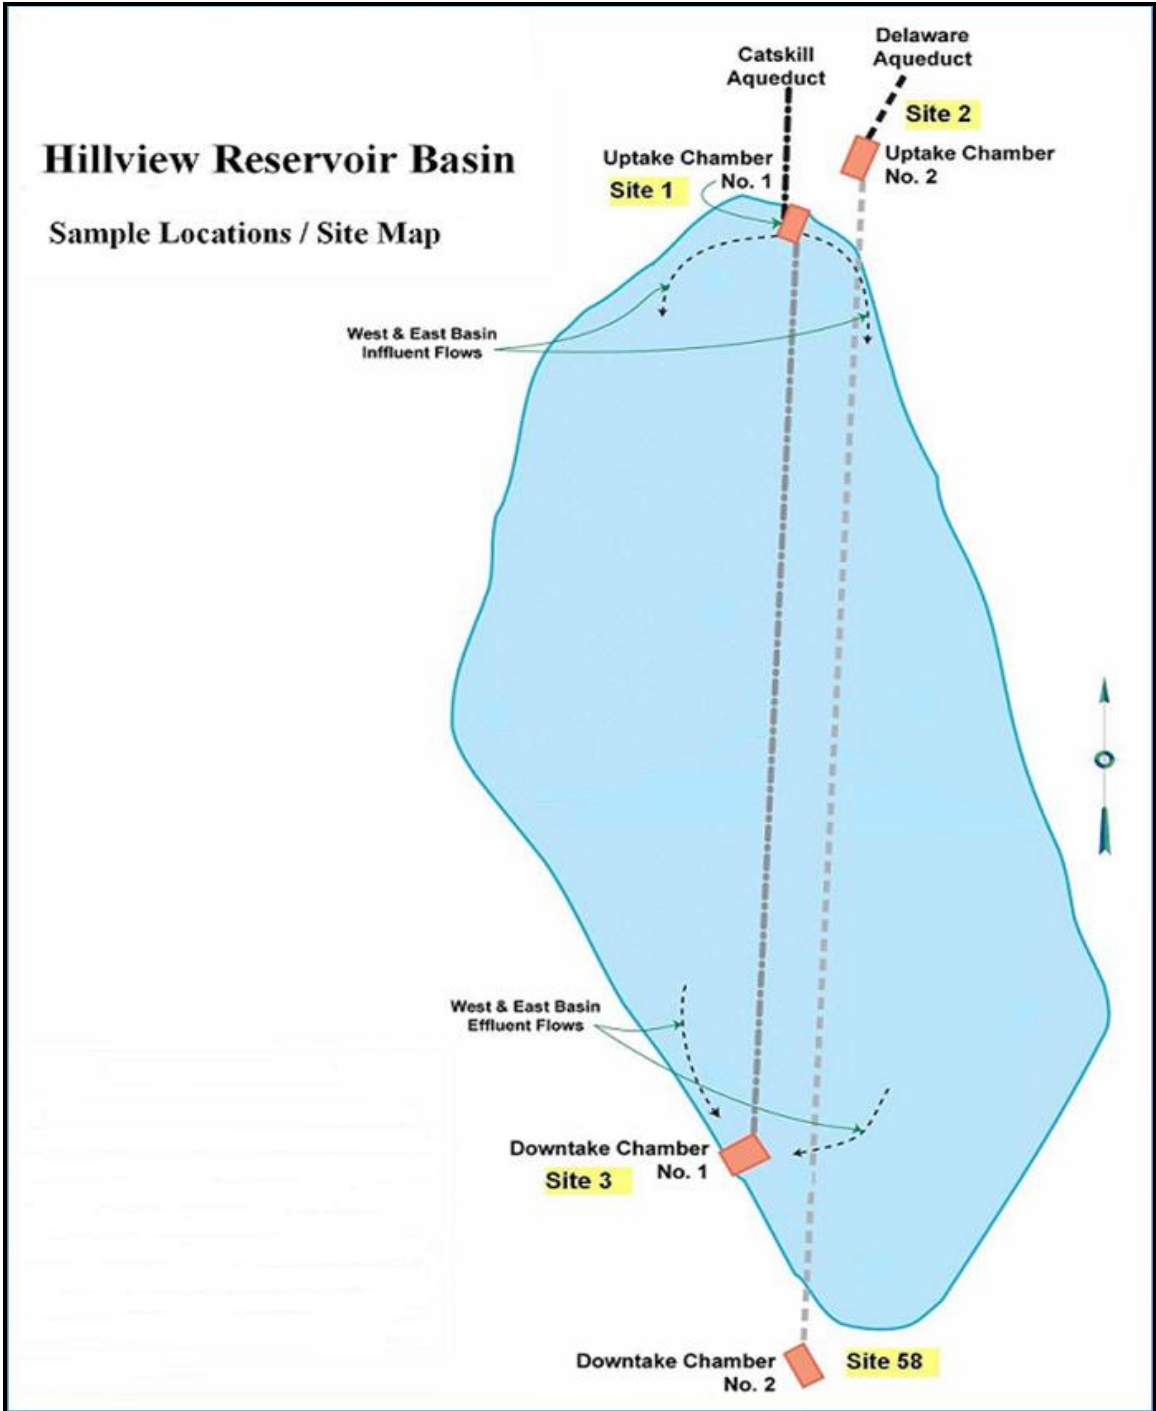 Delaware
Aqueduct
Catskill
Aqueduct
Site 2
Hillview Reservoir Basin
Uptake Chamber
No. 1
Site 1
Uptake Chamber
No. 2
Sample Locations / Site Map
West & East Basin
Inffluent Flows
West & East Basin
Effluent Flows
Downtake Chamber
No. 1
Site 3
Downtake Chamber
No. 2
Site 58